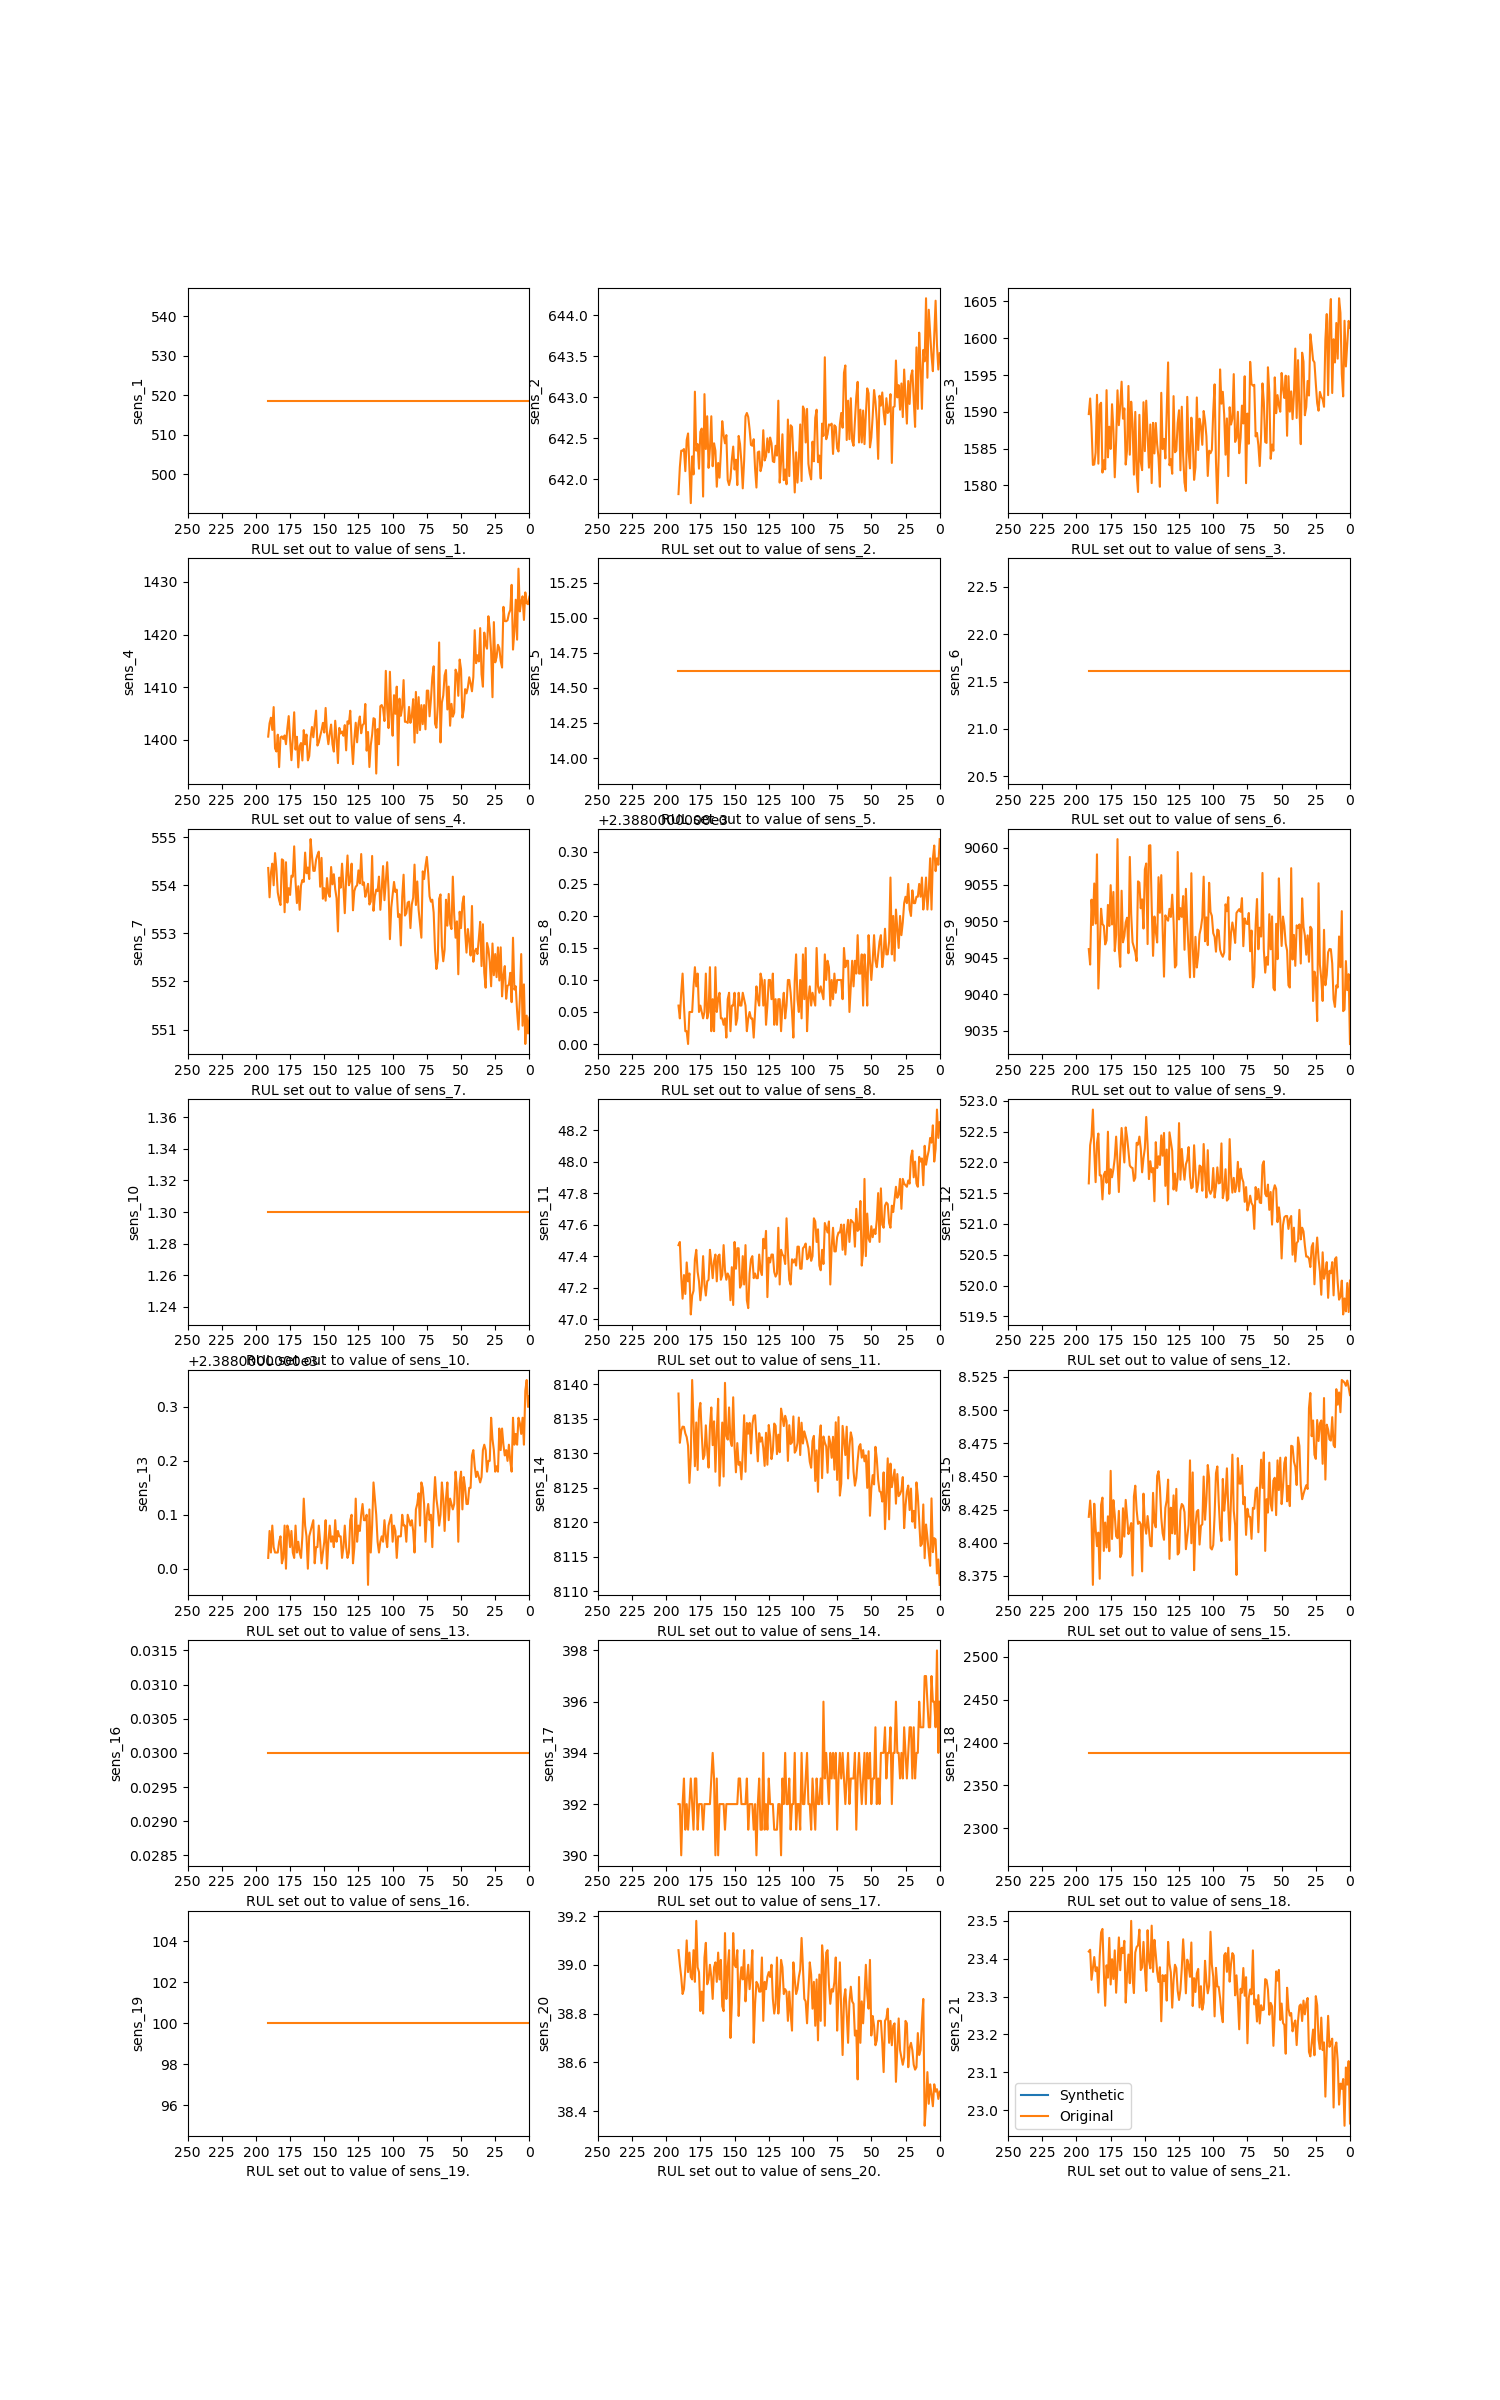 540
530
520
510
500
sens_1
250 225 200 175 150 125 100 75 50 25 0
RUL set out to value of sens_1.
644.0
643.5
643.0
642.5
642.0
sens_2
250 225 200 175 150 125 100 75 50 25 0
RUL set out to value of sens_2.
1605
1600
1595
1590
1585
1580
sens_3
250 225 200 175 150 125 100 75 50 25 0
RUL set out to value of sens_3.
1430
1420
1410
1400
sens_4
250 225 200 175 150 125 100 75 50 25 0
RUL set out to value of sens_4.
15.25
15.00
14.75
14.50
14.25
14.00
sens_5
250 225 200 175 150 125 100 75 50 25 0
RUL set out to value of sens_5.
22.5
22.0
21.5
21.0
20.5
sens_6
250 225 200 175 150 125 100 75 50 25 0
RUL set out to value of sens_6.
555
554
553
552
551
sens_7
250 225 200 175 150 125 100 75 50 25 0
RUL set out to value of sens_7.
+2.3880000000e3
0.30
0.25
0.20
0.15
0.10
0.05
0.00
sens_8
250 225 200 175 150 125 100 75 50 25 0
RUL set out to value of sens_8.
9060
9055
9050
9045
9040
9035
sens_9
250 225 200 175 150 125 100 75 50 25 0
RUL set out to value of sens_9.
1.36
1.34
1.32
1.30
1.28
1.26
1.24
sens_10
250 225 200 175 150 125 100 75 50 25 0
RUL set out to value of sens_10.
48.2
48.0
47.8
47.6
47.4
47.2
47.0
sens_11
250 225 200 175 150 125 100 75 50 25 0
RUL set out to value of sens_11.
523.0
522.5
522.0
521.5
521.0
520.5
520.0
519.5
sens_12
250 225 200 175 150 125 100 75 50 25 0
RUL set out to value of sens_12.
+2.3880000000e3
0.3
0.2
0.1
0.0
sens_13
250 225 200 175 150 125 100 75 50 25 0
RUL set out to value of sens_13.
8140
8135
8130
8125
8120
8115
8110
sens_14
250 225 200 175 150 125 100 75 50 25 0
RUL set out to value of sens_14.
8.525
8.500
8.475
8.450
8.425
8.400
8.375
sens_15
250 225 200 175 150 125 100 75 50 25 0
RUL set out to value of sens_15.
0.0315
0.0310
0.0305
0.0300
0.0295
0.0290
0.0285
sens_16
250 225 200 175 150 125 100 75 50 25 0
RUL set out to value of sens_16.
398
396
394
392
390
sens_17
250 225 200 175 150 125 100 75 50 25 0
RUL set out to value of sens_17.
2500
2450
2400
2350
2300
sens_18
250 225 200 175 150 125 100 75 50 25 0
RUL set out to value of sens_18.
104
102
100
98
96
sens_19
250 225 200 175 150 125 100 75 50 25 0
RUL set out to value of sens_19.
39.2
39.0
38.8
38.6
38.4
sens_20
250 225 200 175 150 125 100 75 50 25 0
RUL set out to value of sens_20.
23.5
23.4
23.3
23.2
23.1
23.0
sens_21
Synthetic
Original
250 225 200 175 150 125 100 75 50 25 0
RUL set out to value of sens_21.